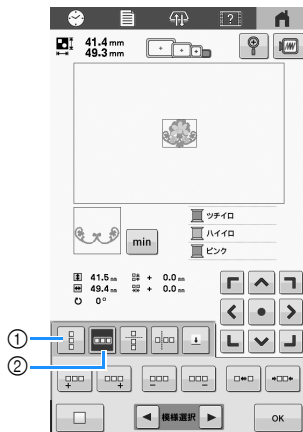 ?
41.4 mm
49.3 mm
ツチイロ
ハイイロ
ピンク
min
41.5 mm + 0.0 mm
49.4 mm + 0.0 mm
0°
①
②
模様選択
OK